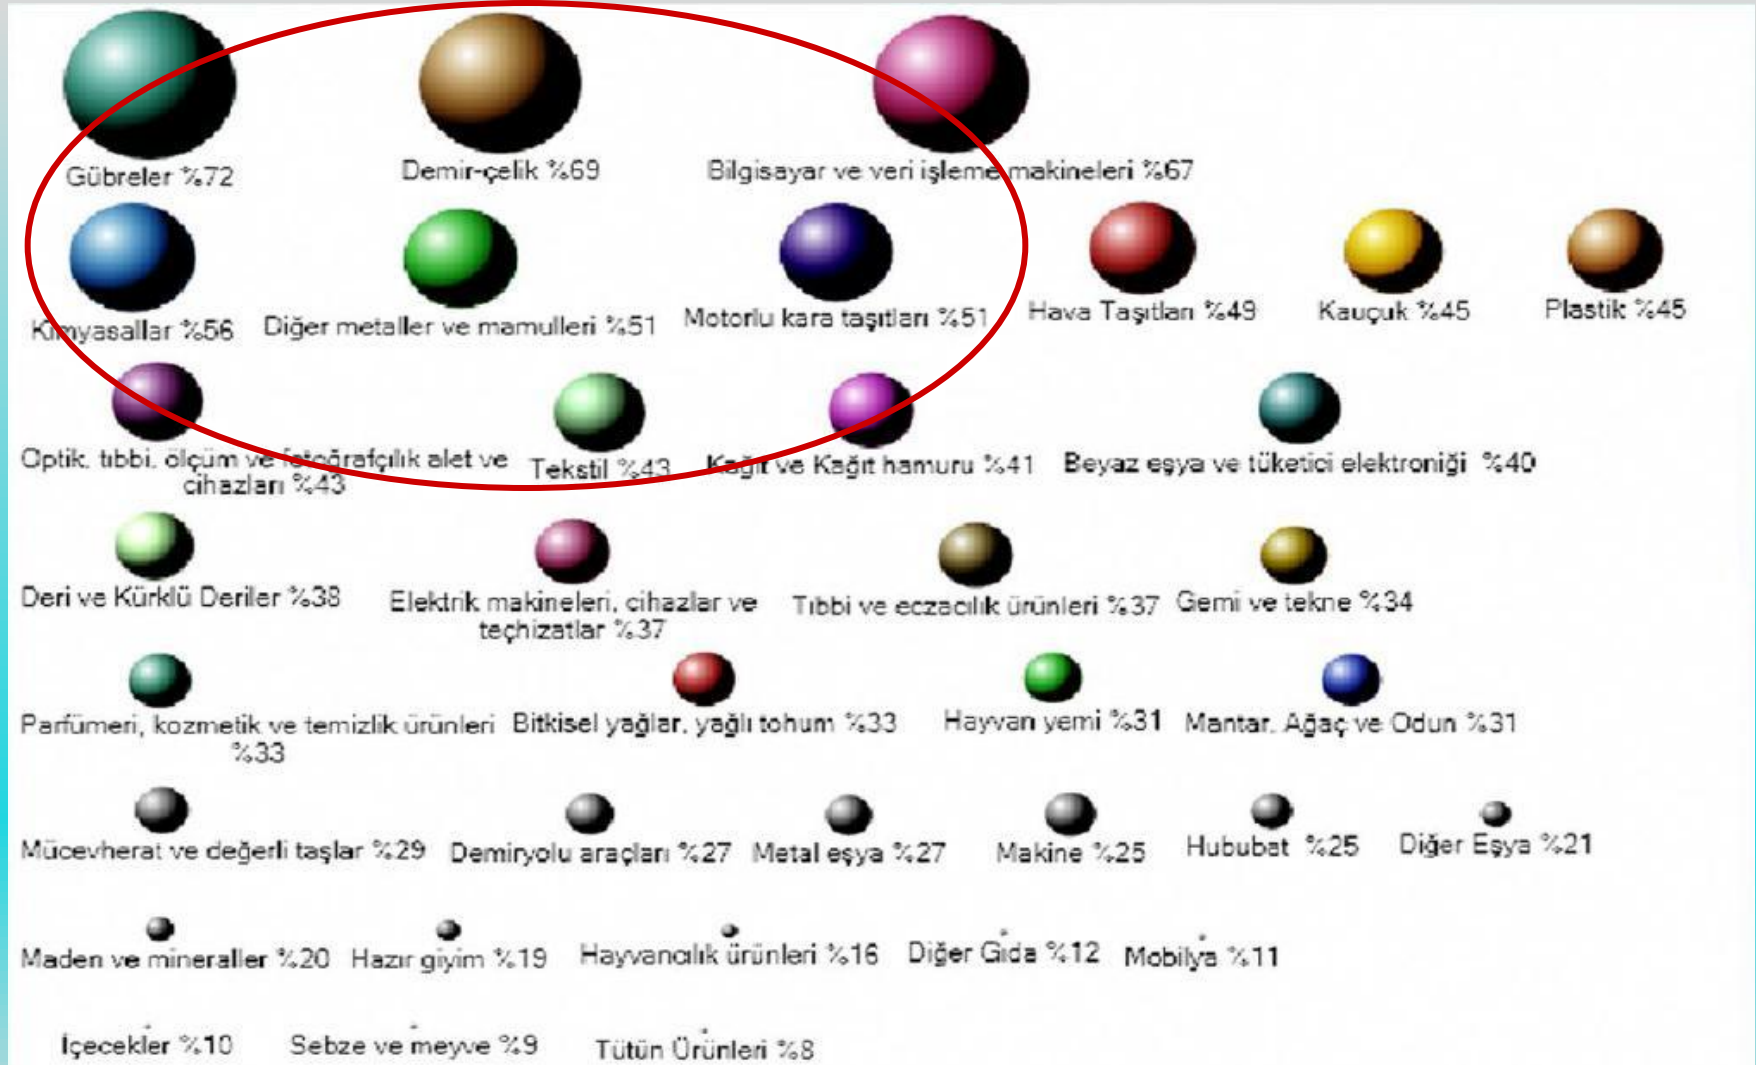 Gübreler %72
Demir-çelik %69
Bilgisayar ve veri işleme makineleri %67
Kimyasallar %56
Diğer metaller ve mamulleri %51
Motorlu kara taşıtları %51
Hava Taşıtları %49
Kauçuk %45
Plastik %45
Optik, tıbbi, ölçüm ve fotoğrafçılık alet ve
cihazları %43
Tekstil %43
Kağıt ve Kağıt hamuru %41
Beyaz eşya ve tüketici elektroniği %40
Deri ve Kürklü Deriler %38
Elektrik makineleri, cihazlar ve
teçhizatlar %37
Tıbbi ve eczacılık ürünleri %37
Gemi ve tekne %34
Parfümeri, kozmetik ve temizlik ürünleri
%33
Bitkisel yağlar, yağlı tohum %33
Hayvan yemi %31
Mantar, Ağaç ve Odun %31
Mücevherat ve değerli taşlar %29
Demiryolu araçları %27
Metal eşya %27
Makine %25
Hububat %25
Diğer Eşya %21
Maden ve mineraller %20
Hazır giyim %19
Hayvancılık ürünleri %16
Diğer Gıda %12
Mobilya %11
İçecekler %10
Sebze ve meyve %9
Tütün Ürünleri %8